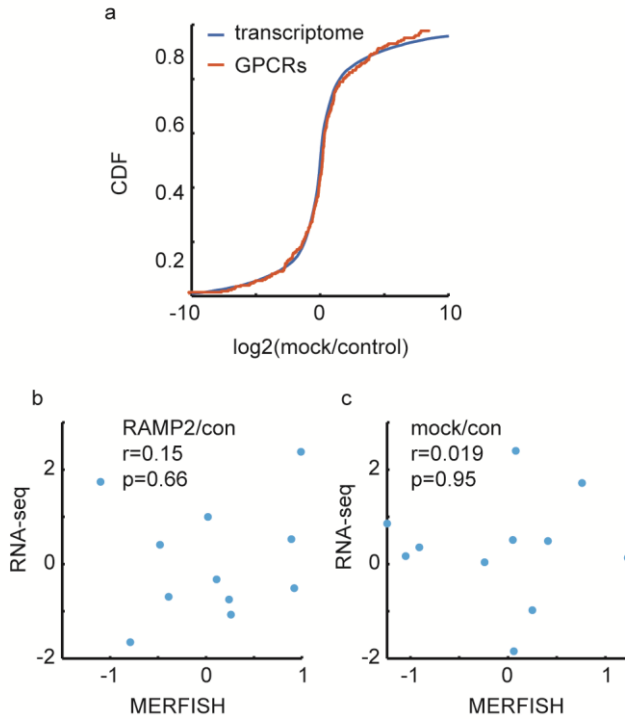 a
transcriptome
GPCRs
0.8
0.6
0.4
0.2
CDF
-10 0 10
log2(mock/control)
b
RAMP2/con
r=0.15
p=0.66
2
0
-2
RNA-seq
-1 0 1
MERFISH
c
mock/con
r=0.019
p=0.95
2
0
-2
RNA-seq
-1 0 1
MERFISH